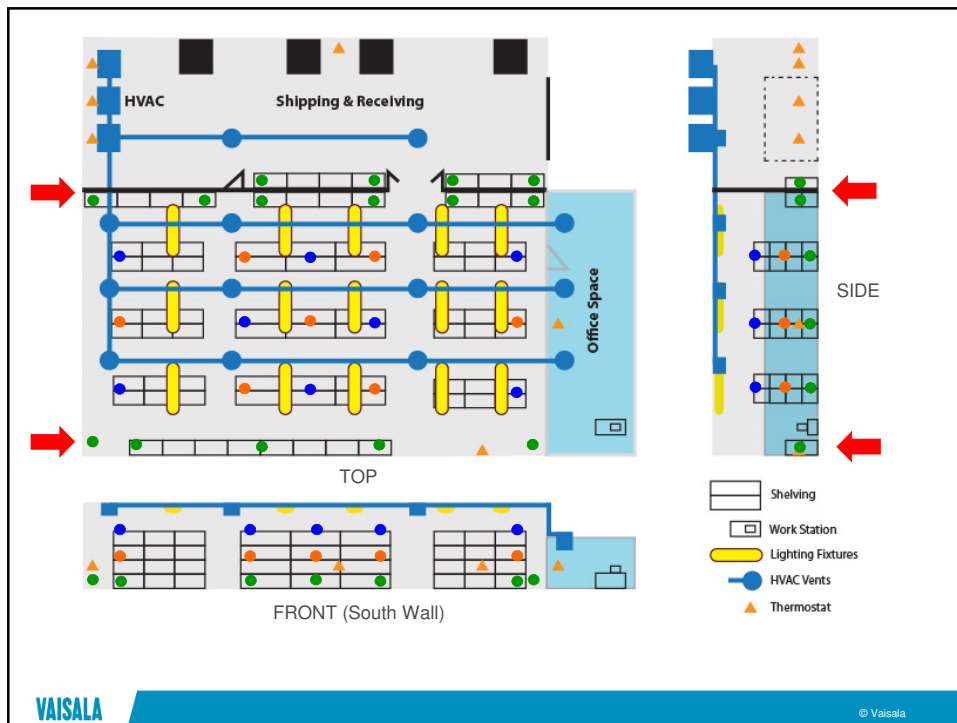 HVAC
Shipping & Receiving
Office Space
SIDE
TOP
Shelving
Work Station
Lighting Fixtures
HVAC Vents
Thermostat
FRONT (South Wall)
VAISALA
© Vaisala